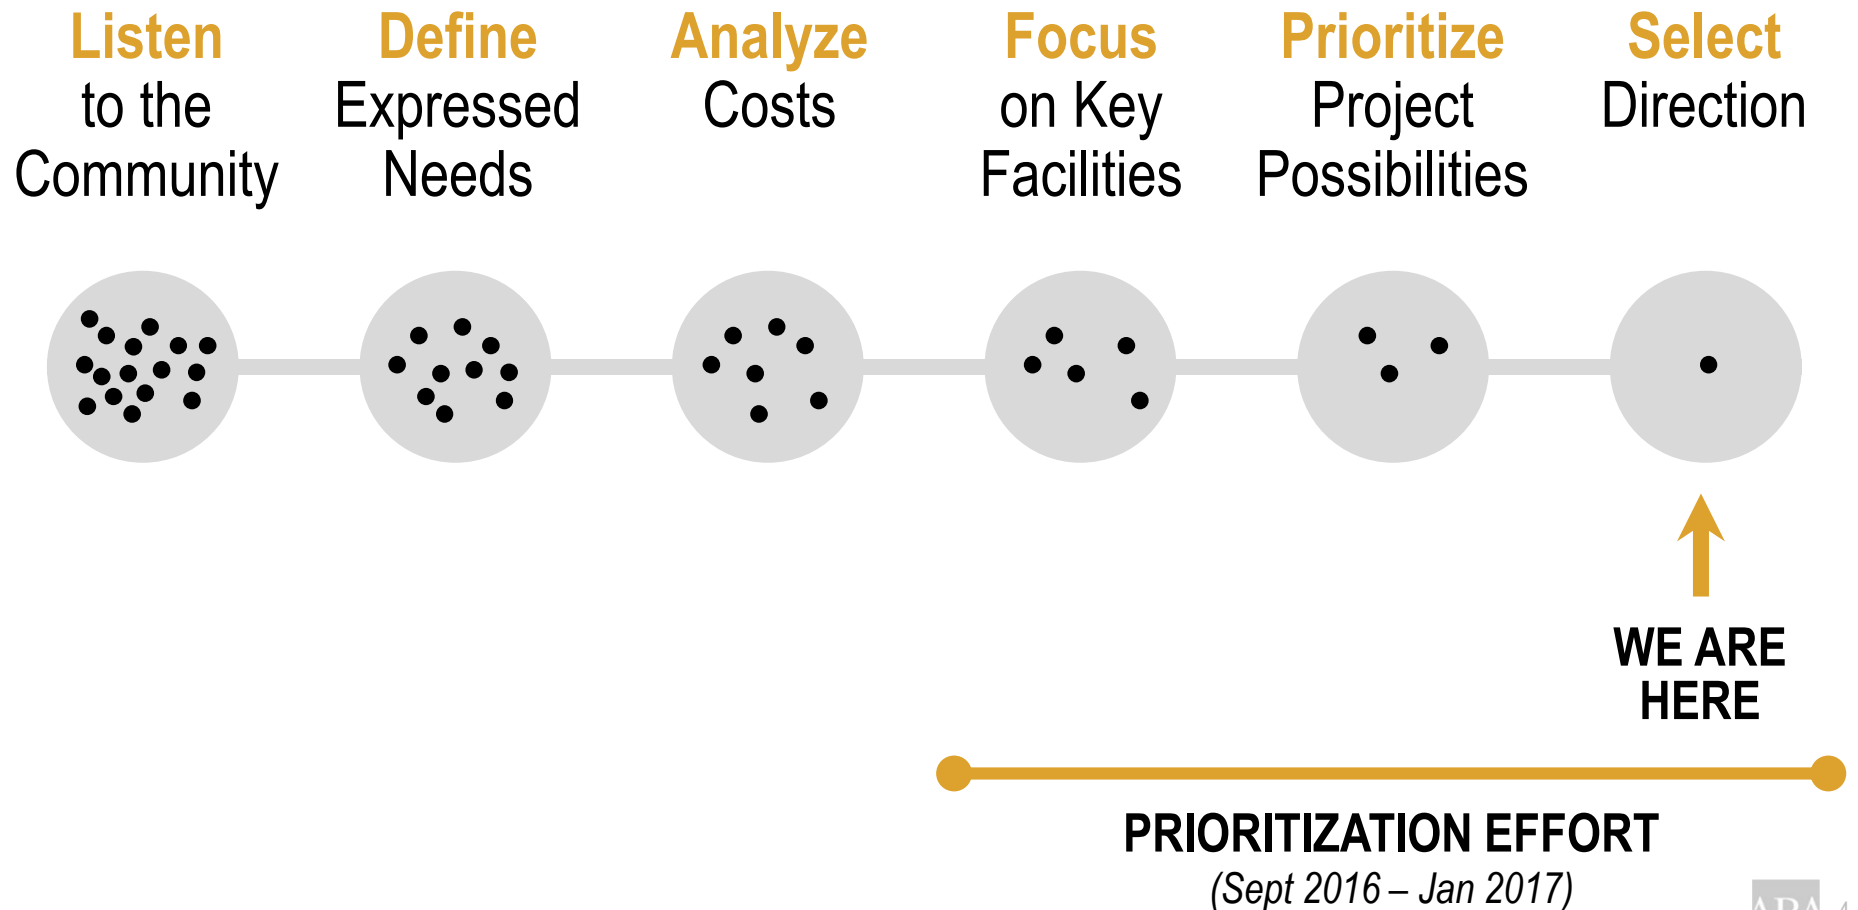 Listen
to the
Community
Define
Expressed
Needs
Analyze
Costs
Focus
on Key
Facilities
Prioritize
Project
Possibilities
Select
Direction
WE ARE
HERE
PRIORITIZATION EFFORT
(Sept 2016 – Jan 2017)